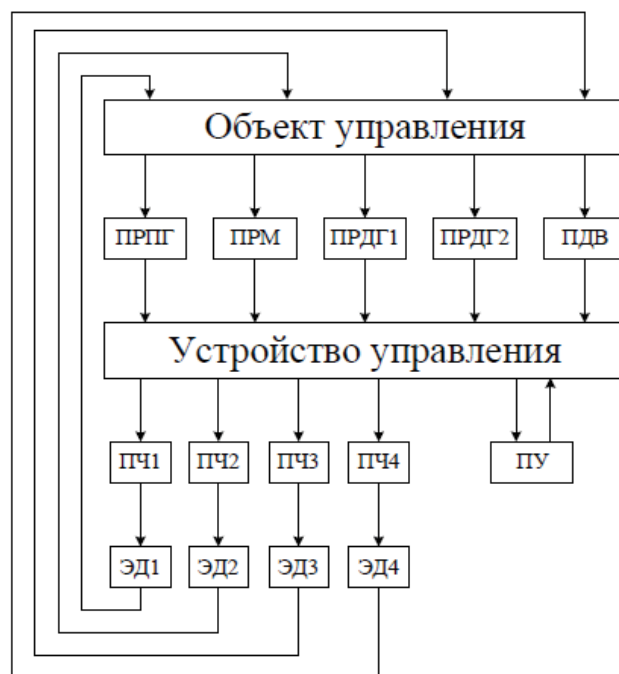 Объект управления
ПРПГ
ПРМ
ПРДГ1
ПРДГ2
ПДВ
Устройство управления
ПЧ1
ПЧ2
ПЧ3
ПЧ4
ПУ
ЭД1
ЭД2
ЭД3
ЭД4